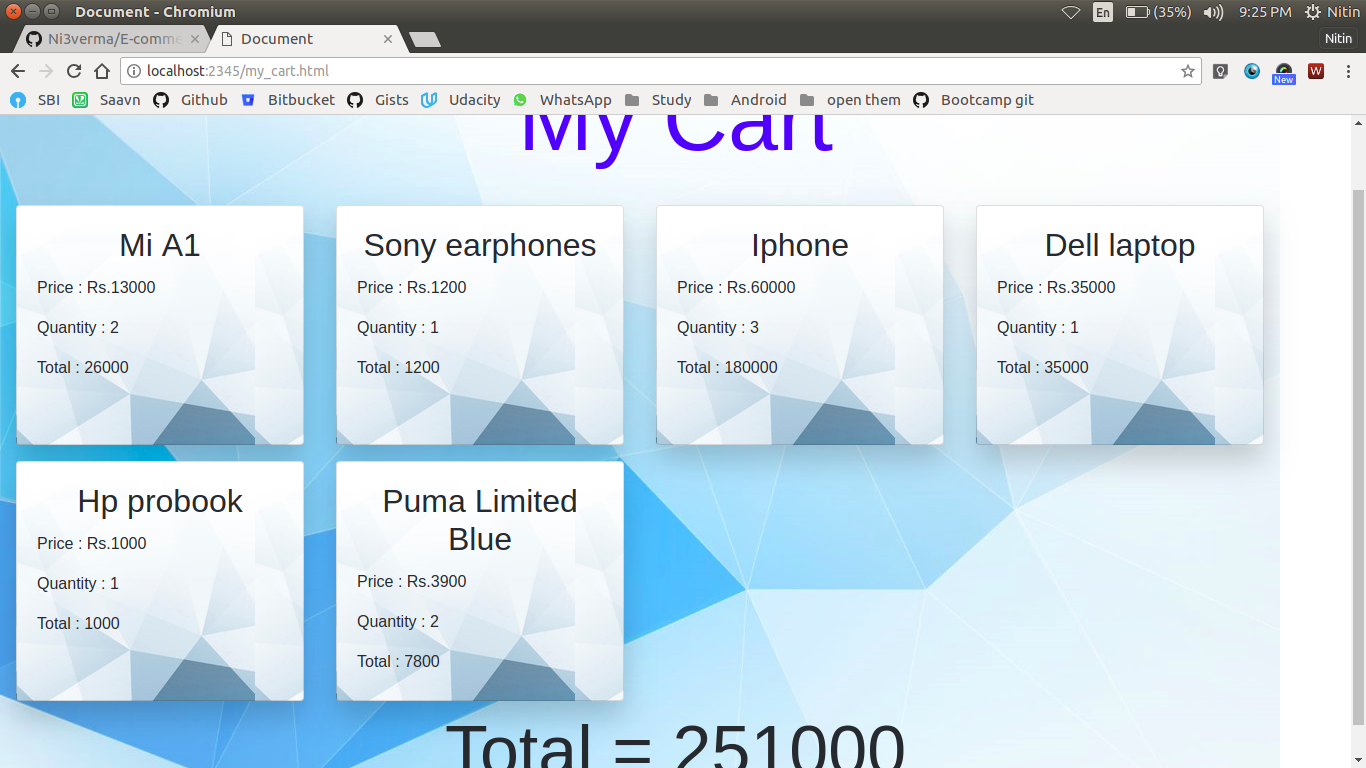 Document - Chromium
En
(35%)
9:25 PM
Nitin
Ni3verma/E-comme
Document
Nitin
localhost:2345/my_cart.html
New
W
SBI
Saavn
Github
Bitbucket
Gists
Udacity
WhatsApp
Study
Android
open them
Bootcamp git
My Cart
Mi A1
Price : Rs.13000
Quantity : 2
Total : 26000
Sony earphones
Price : Rs.1200
Quantity : 1
Total : 1200
Iphone
Price : Rs.60000
Quantity : 3
Total : 180000
Dell laptop
Price : Rs.35000
Quantity : 1
Total : 35000
Hp probook
Price : Rs.1000
Quantity : 1
Total : 1000
Puma Limited
Blue
Price : Rs.3900
Quantity : 2
Total : 7800
Total = 251000